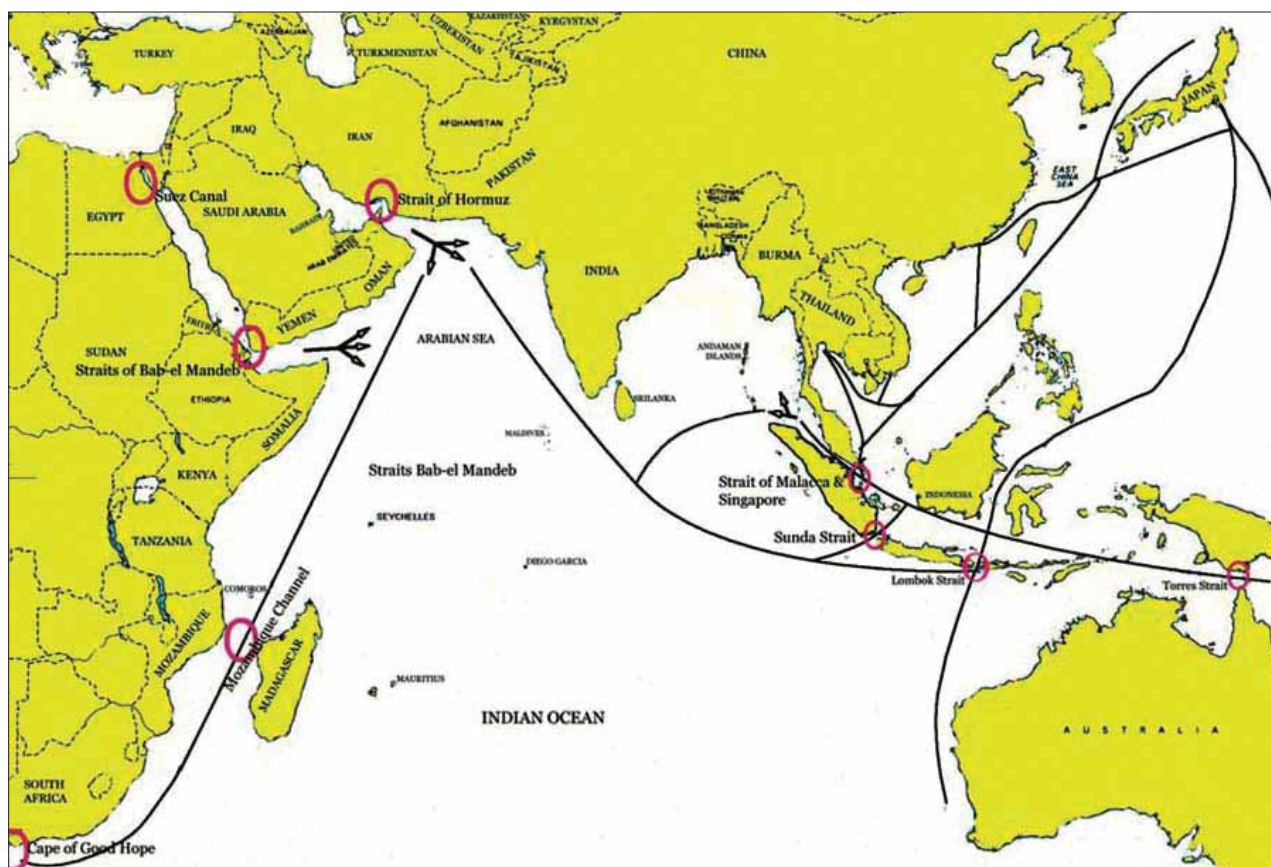 KAZAKHSTAN
KYRGYSTAN
UZBEKISTAN
AZERBAIJAN
TURKEY
TURKMENISTAN
TAJIKISTAN
CHINA
JAPAN
IRAQ
IRAN
AFGHANISTAN
PAKISTAN
EAST
CHINA
SEA
Suez Canal
Strait of Hormuz
EGYPT
SAUDI ARABIA
BAHRAIN
BANGLADESH
OMAN
INDIA
BURMA
THAILAND
YEMEN
ARABIAN SEA
ANDAMAN
ISLANDS
SUDAN
Straits of Bab-el Mandeb
ETHIOPIA
SRILANKA
SOMALIA
MALDIVES
KENYA
Straits Bab-el Mandeb
Strait of Malacca &
Singapore
INDONESIA
SEYCHELLES
TANZANIA
Sunda Strait
DIEGO GARCIA
Lombok Strait
Torres Strait
COMOROS
Mozambique Channel
MOZAMBIQUE
MADAGASCAR
MAURITIUS
INDIAN OCEAN
AUSTRALIA
SOUTH
AFRICA
Cape of Good Hope